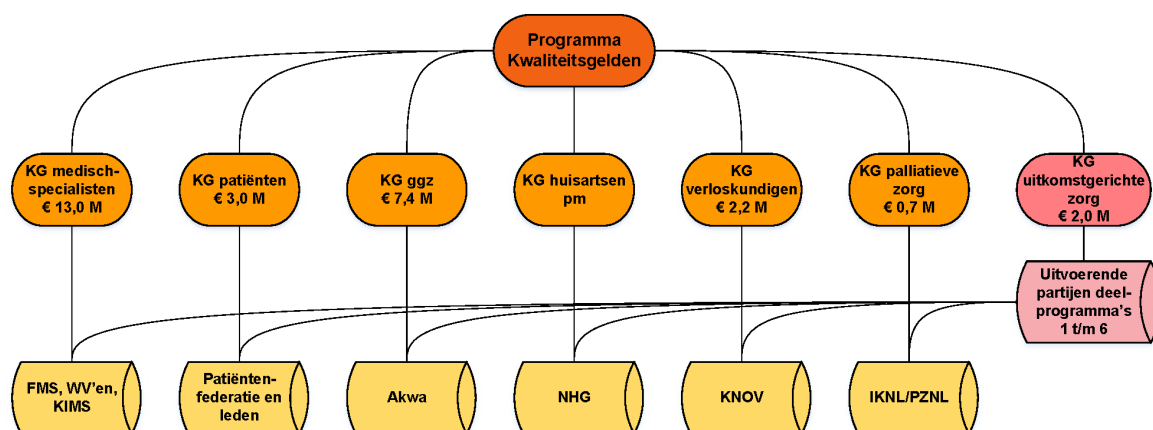 Programma
Kwaliteitsgelden
KG medisch-
specialisten
€ 13,0 M
KG patiënten
€ 3,0 M
KG ggz
€ 7,4 M
KG huisartsen
pm
KG
verloskundigen
€ 2,2 M
KG palliatieve
zorg
€ 0,7 M
KG
uitkomstgerichte
zorg
€ 2,0 M
Uitvoerende
partijen deel-
programma's
1 t/m 6
FMS, WV'en,
KIMS
Patiënten-
federatie en
leden
Akwa
NHG
KNOV
IKNL/PZNL